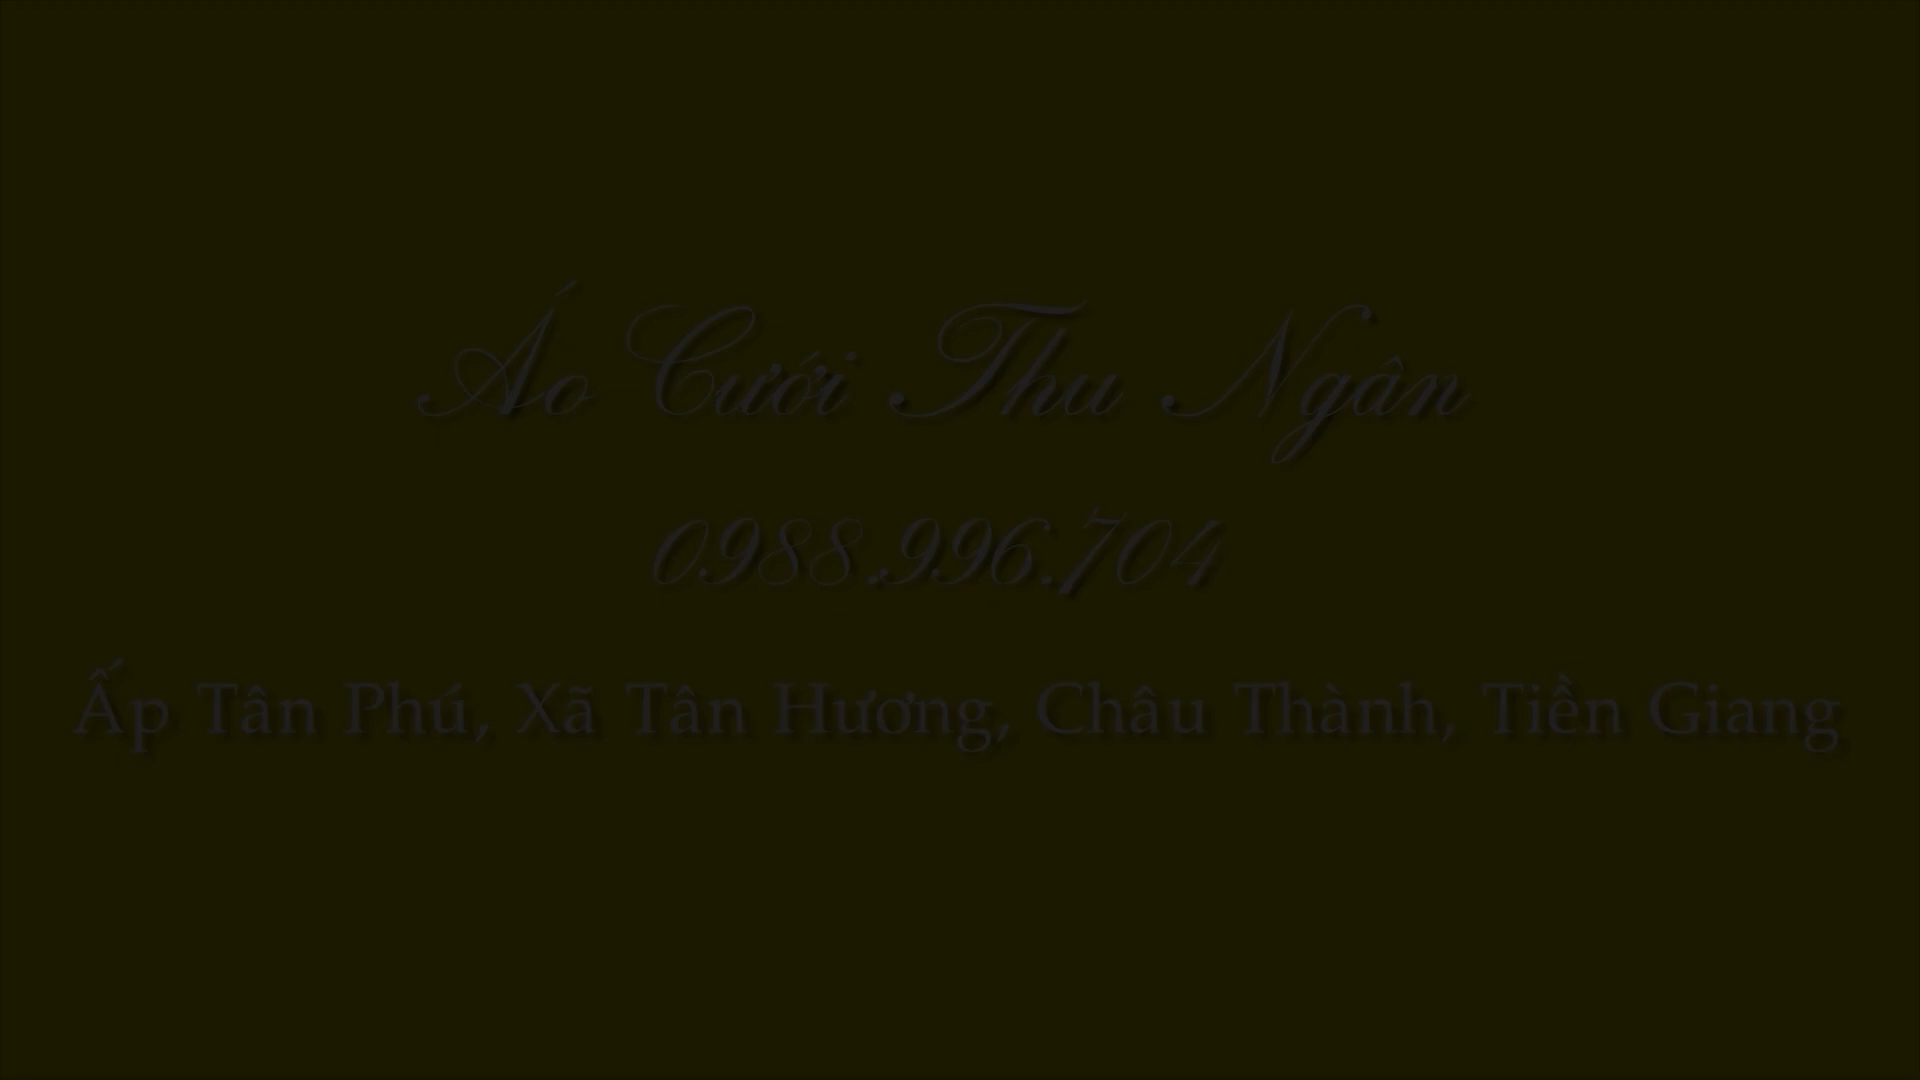 Áo Cưới Thu Ngân
0988.996.704
Ấp Tân Phú, Xã Tân Hương, Châu Thành, Tiền Giang